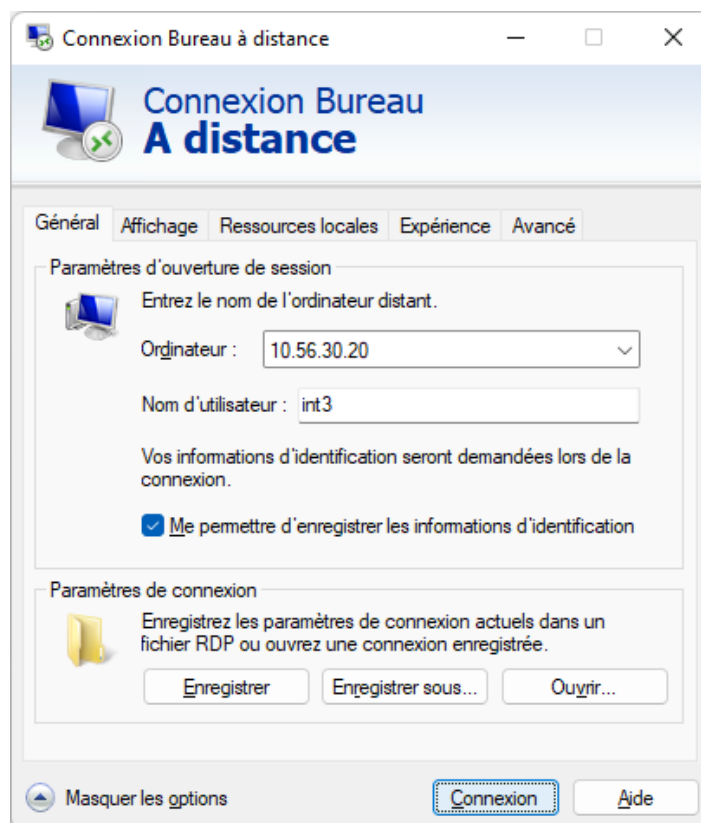 Connexion Bureau à distance
Connexion Bureau
A distance
Général Affichage Ressources locales Expérience Avancé
Paramètres d'ouverture de session
Entrez le nom de l'ordinateur distant.
Ordinateur : 10.56.30.20
Nom d'utilisateur : int3
Vos informations d'identification seront demandées lors de la
connexion.
Me permettre d'enregistrer les informations d'identification
Paramètres de connexion
Enregistrez les paramètres de connexion actuels dans un
fichier RDP ou ouvrez une connexion enregistrée.
Enregistrer Enregistrer sous... Ouvrir...
Masquer les options Connexion Aide